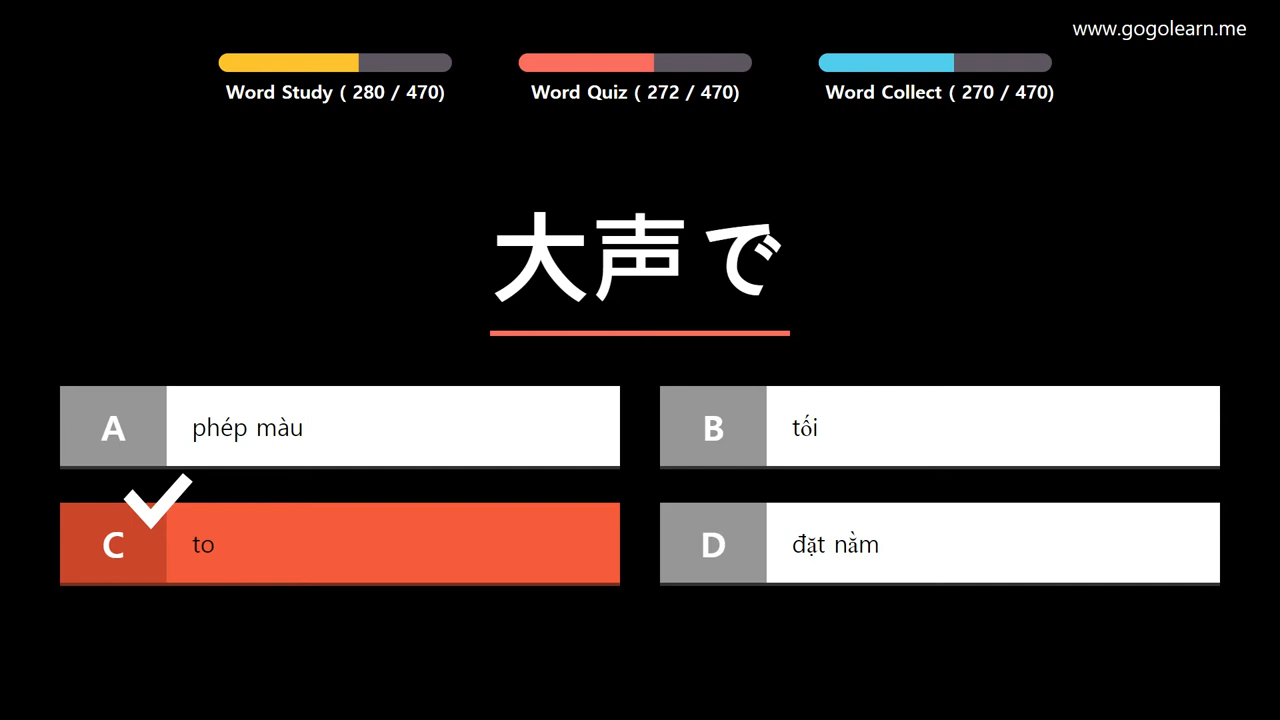 www.gogolearn.me
Word Study ( 280 / 470)
Word Quiz ( 272 / 470)
Word Collect ( 270 / 470)
大声で
A phép màu
B tối
C to
D đặt nằm